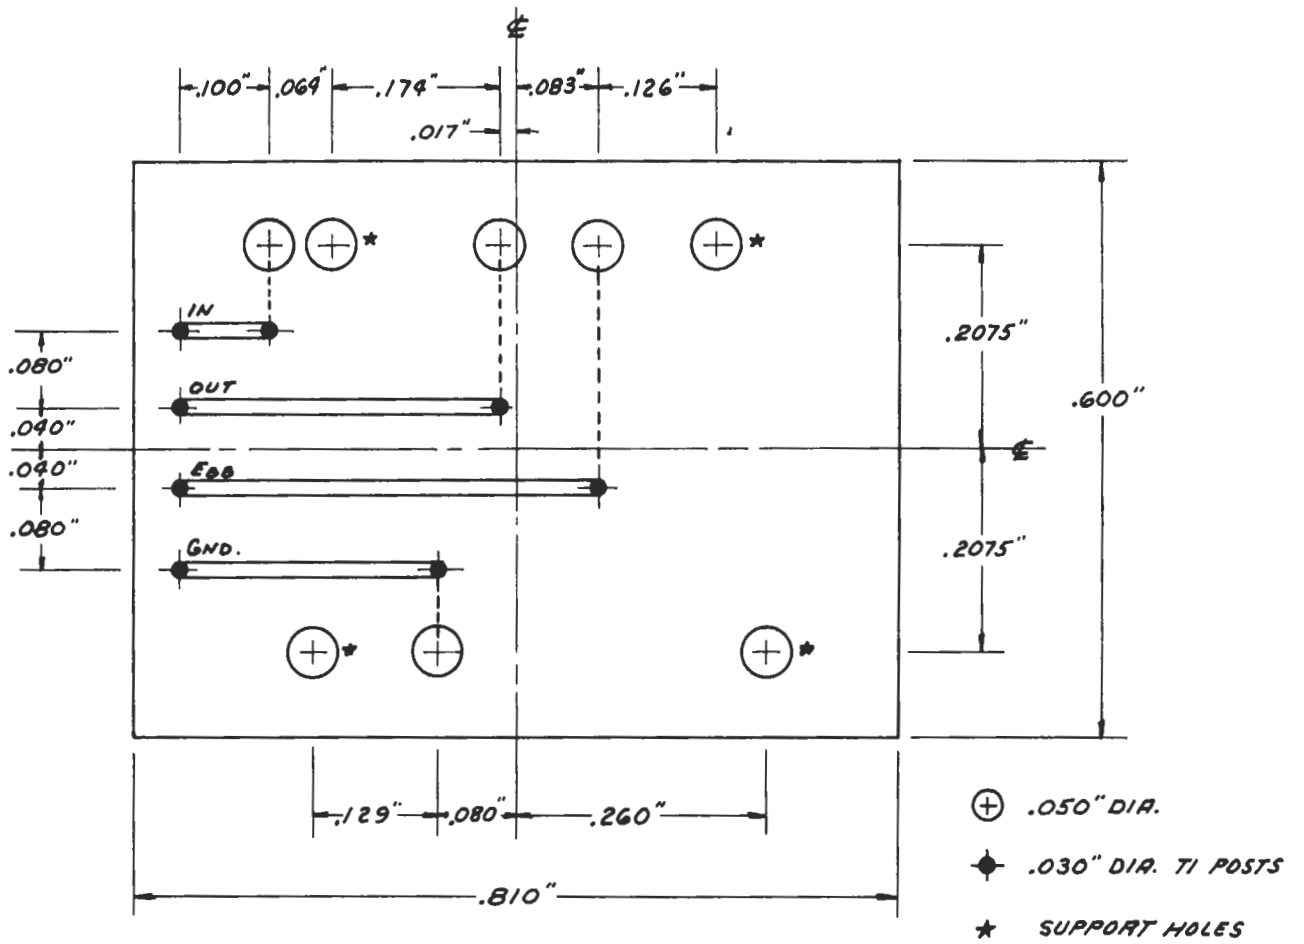 ℄
.100" .064" .174" .083" .126"
.017"
IN
.080"
.2075"
OUT
.600"
.040"
℄
.040"
EBB
.080"
.2075"
GND.
.129" .080" .260"
.050" DIA.
.810"
.030" DIA. TI POSTS
SUPPORT HOLES